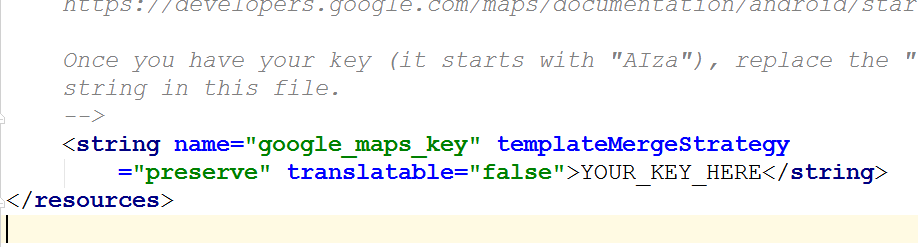 https://developers.google.com/maps/documentation/android/star
Once you have your key (it starts with "AIza"), replace the "
string in this file.
-->
<string name="google_maps_key" templateMergeStrategy
="preserve" translatable="false">YOUR_KEY_HERE</string>
</resources>